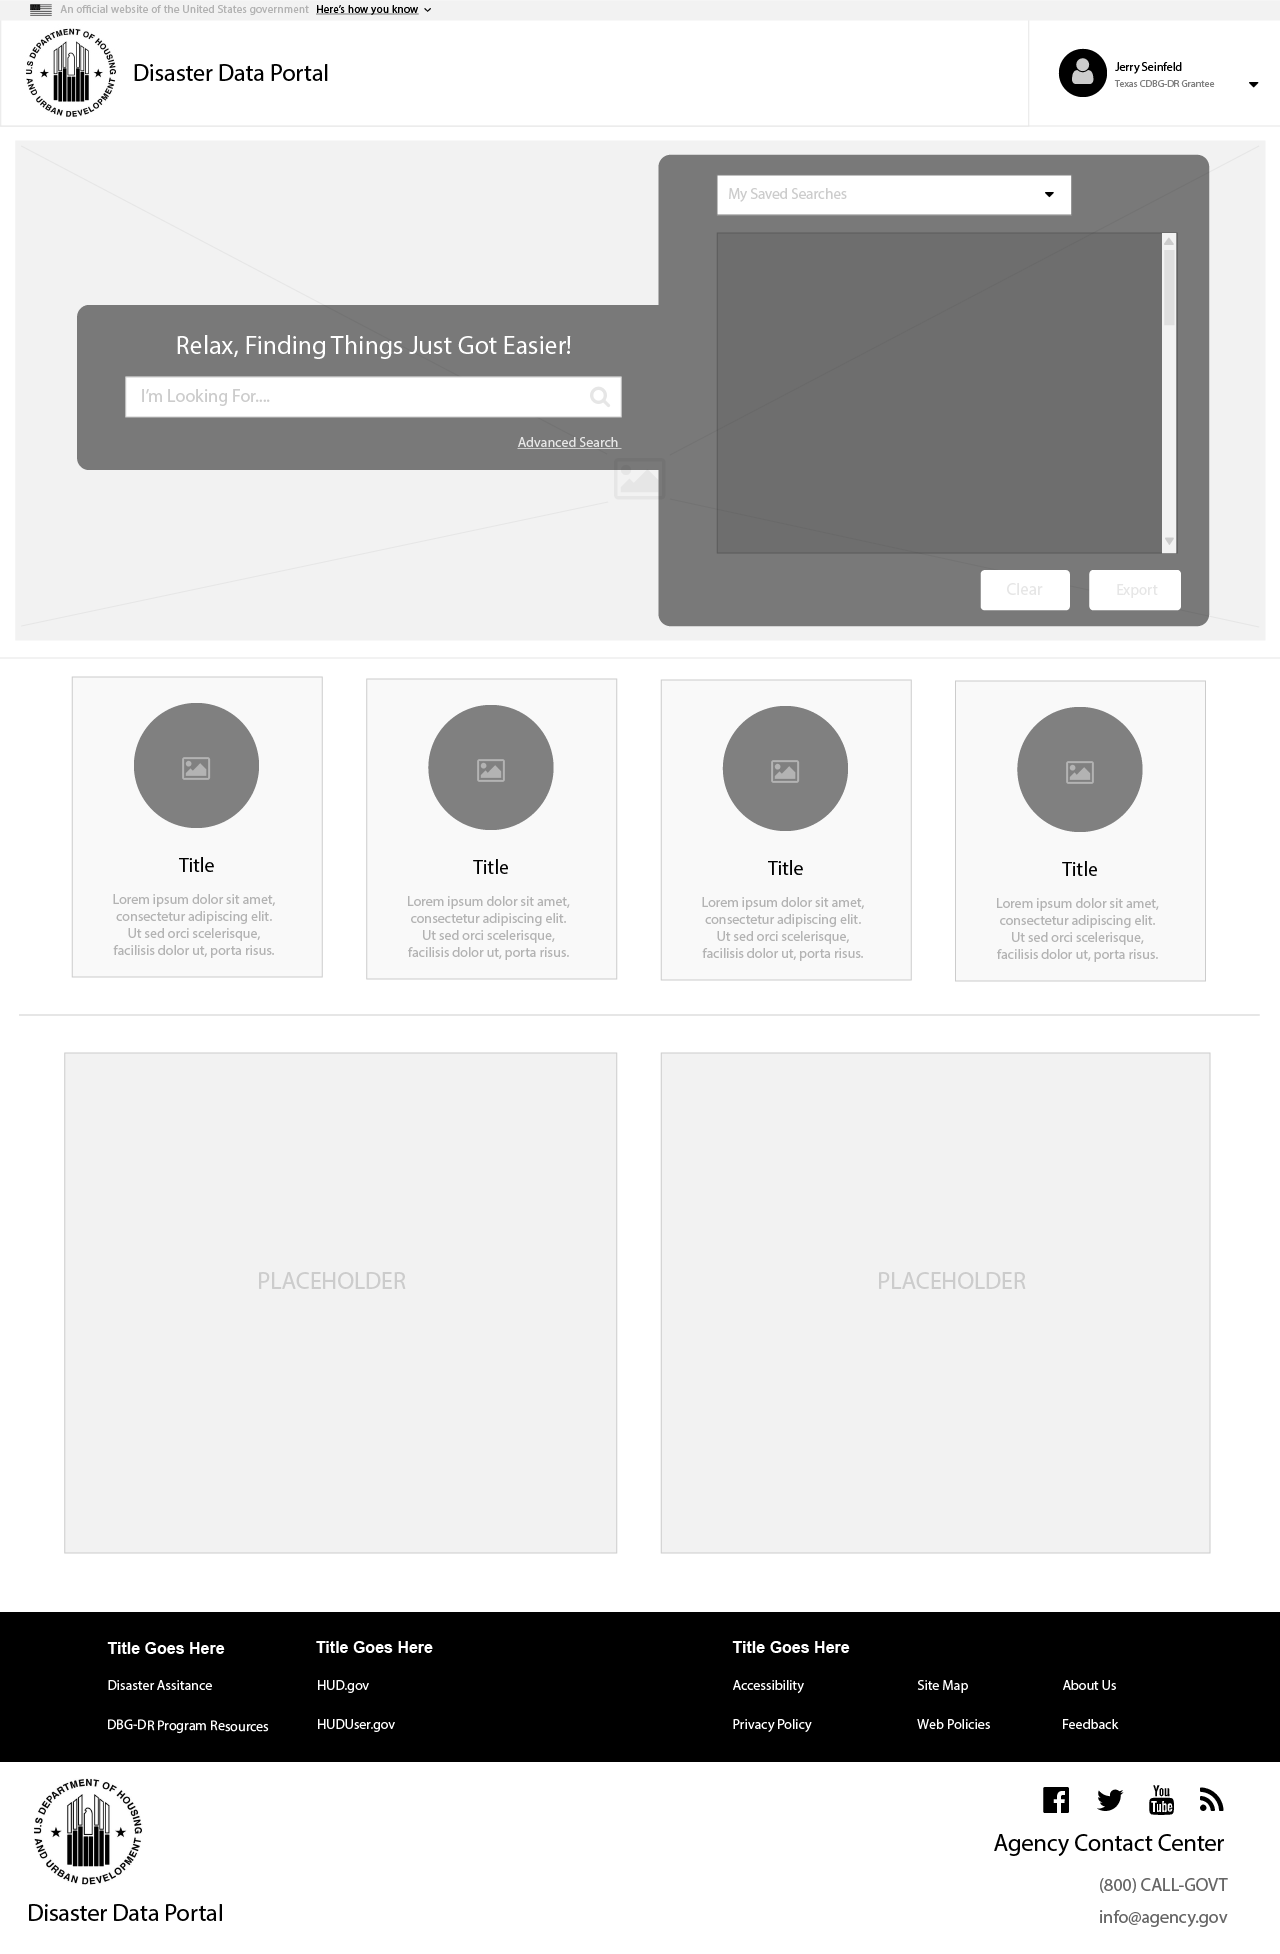 An official website of the United States government Here's how you know
U.S DEPARTMENT OF HOUSING AND URBAN DEVELOPMENT
Disaster Data Portal
Jerry Seinfeld
Texas CDBG-DR Grantee
My Saved Searches
Relax, Finding Things Just Got Easier!
I'm Looking For....
Advanced Search
Clear
Export
Title
Lorem ipsum dolor sit amet,
consectetur adipiscing elit.
Ut sed orci scelerisque,
facilisis dolor ut, porta risus.
Title
Lorem ipsum dolor sit amet,
consectetur adipiscing elit.
Ut sed orci scelerisque,
facilisis dolor ut, porta risus.
Title
Lorem ipsum dolor sit amet,
consectetur adipiscing elit.
Ut sed orci scelerisque,
facilisis dolor ut, porta risus.
Title
Lorem ipsum dolor sit amet,
consectetur adipiscing elit.
Ut sed orci scelerisque,
facilisis dolor ut, porta risus.
PLACEHOLDER
PLACEHOLDER
Title Goes Here
Disaster Assitance
DBG-DR Program Resources
Title Goes Here
HUD.gov
HUDUser.gov
Title Goes Here
Accessibility
Site Map
About Us
Privacy Policy
Web Policies
Feedback
U.S DEPARTMENT OF HOUSING AND URBAN DEVELOPMENT
Disaster Data Portal
You Tube
Agency Contact Center
(800) CALL-GOVT
info@agency.gov